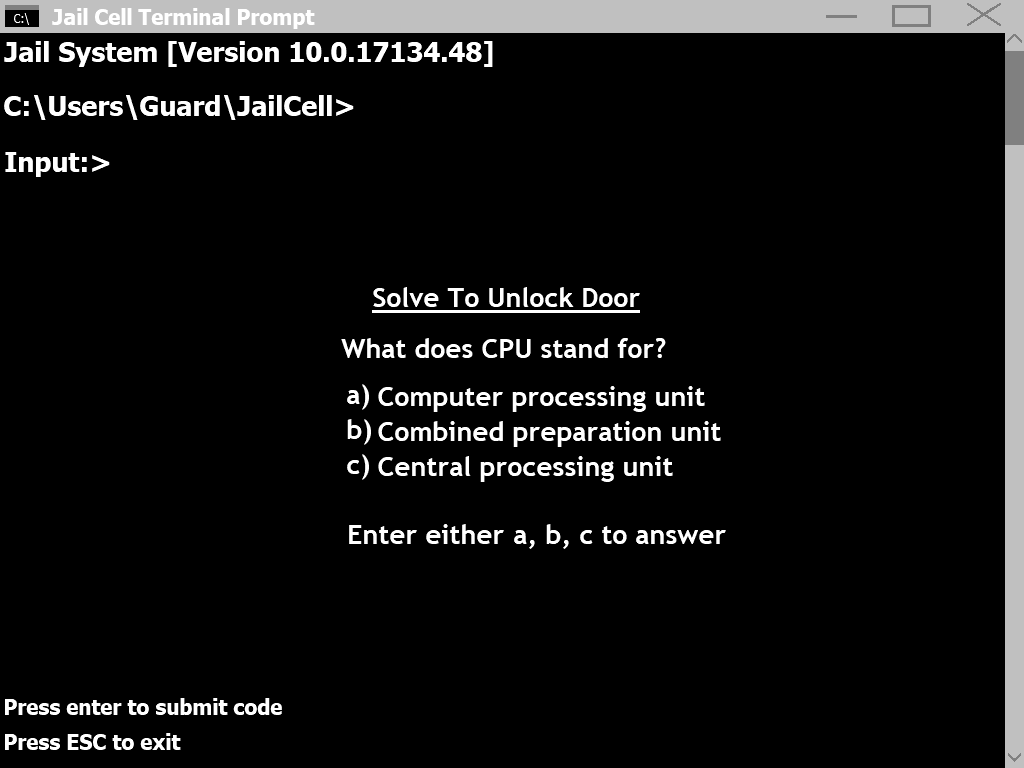 C:\ Jail Cell Terminal Prompt
Jail System [Version 10.0.17134.48]
C:\Users\Guard\JailCell>
Input:>
Solve To Unlock Door
What does CPU stand for?
a) Computer processing unit
b) Combined preparation unit
c) Central processing unit
Enter either a, b, c to answer
Press enter to submit code
Press ESC to exit